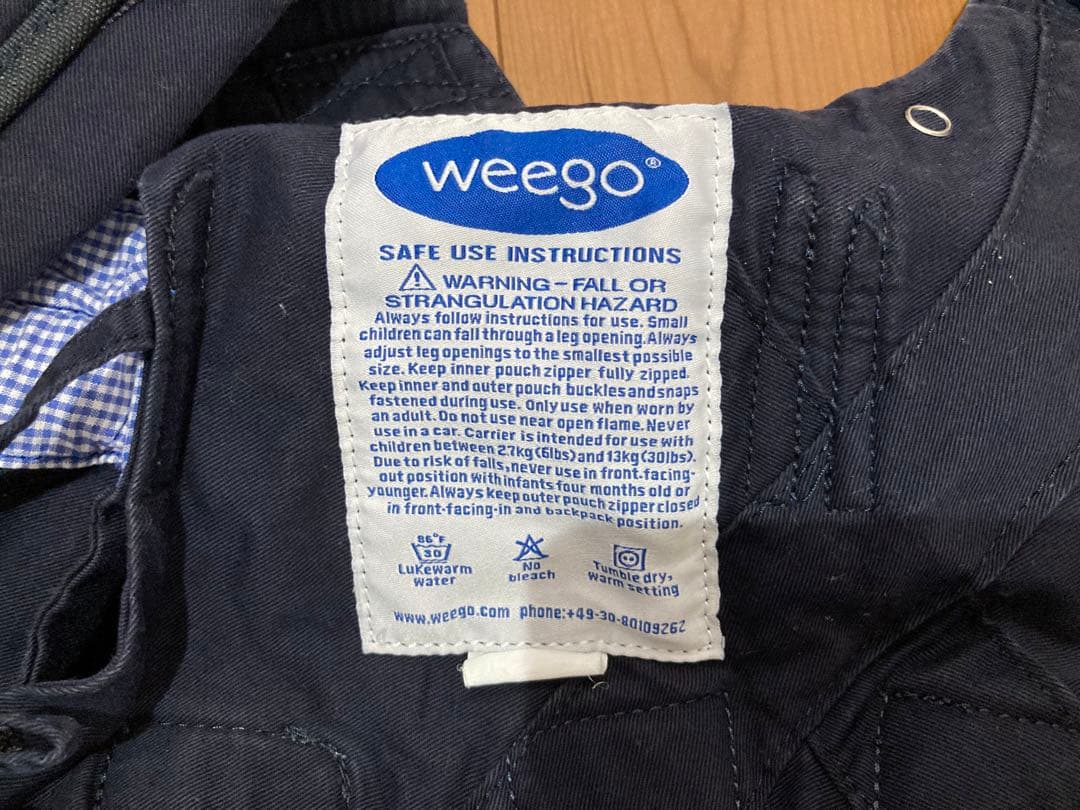 weego®
SAFE USE INSTRUCTIONS
WARNING – FALL OR
STRANGULATION HAZARD
Always follow instructions for use. Small
children can fall through a leg opening. Always
adjust leg openings to the smallest possible
size. Keep inner pouch zipper fully zipped.
Keep inner and outer pouch buckles and snaps
fastened during use. Only use when worn by
an adult. Do not use near open flame. Never
use in a car. Carrier is intended for use with
children between 2.7kg (6lbs) and 13kg (30lbs).
Due to risk of falls, never use in front-facing-
out position with infants four months old or
younger. Always keep outer pouch zipper closed
in front-facing-in and backpack position.
86°F
30
Lukewarm
water
No
bleach
Tumble dry,
warm setting
www.weego.com phone:+49-30-80109262